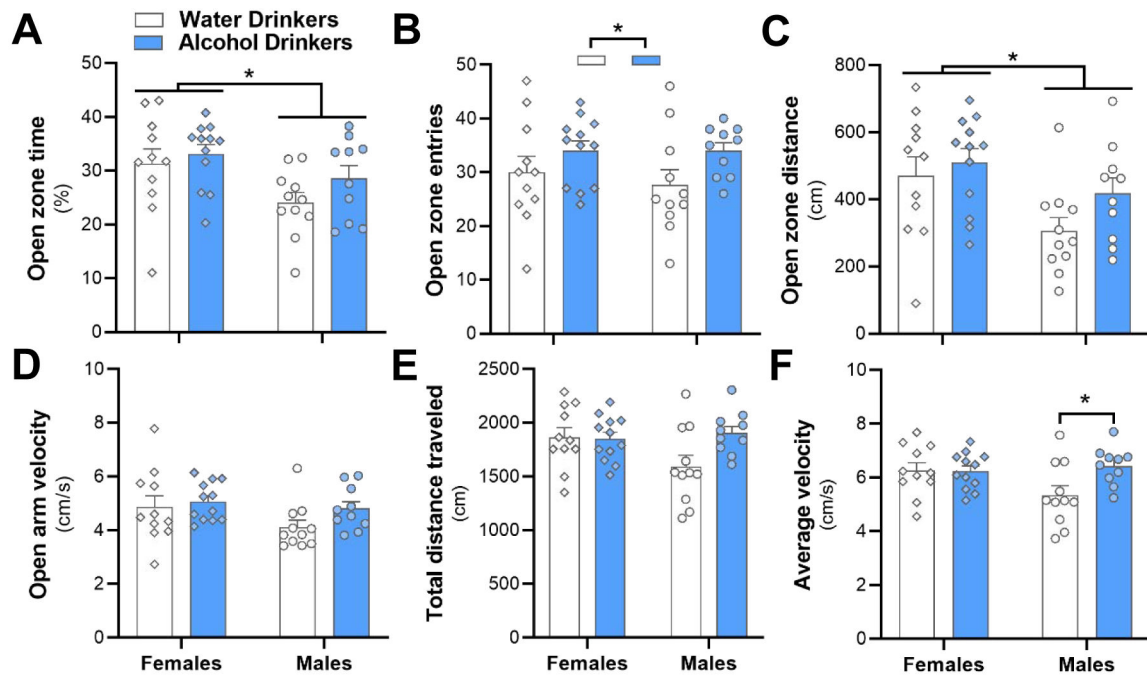 A
Water Drinkers
Alcohol Drinkers
Open zone time
(%)
50
40
30
20
10
0
*
B
Open zone entries
50
40
30
20
10
0
*
C
Open zone distance
(cm)
800
600
400
200
0
*
D
Open arm velocity
(cm/s)
10
8
6
4
2
0
Females
Males
E
Total distance traveled
(cm)
2500
2000
1500
1000
500
0
Females
Males
F
Average velocity
(cm/s)
10
8
6
4
2
0
*
Females
Males